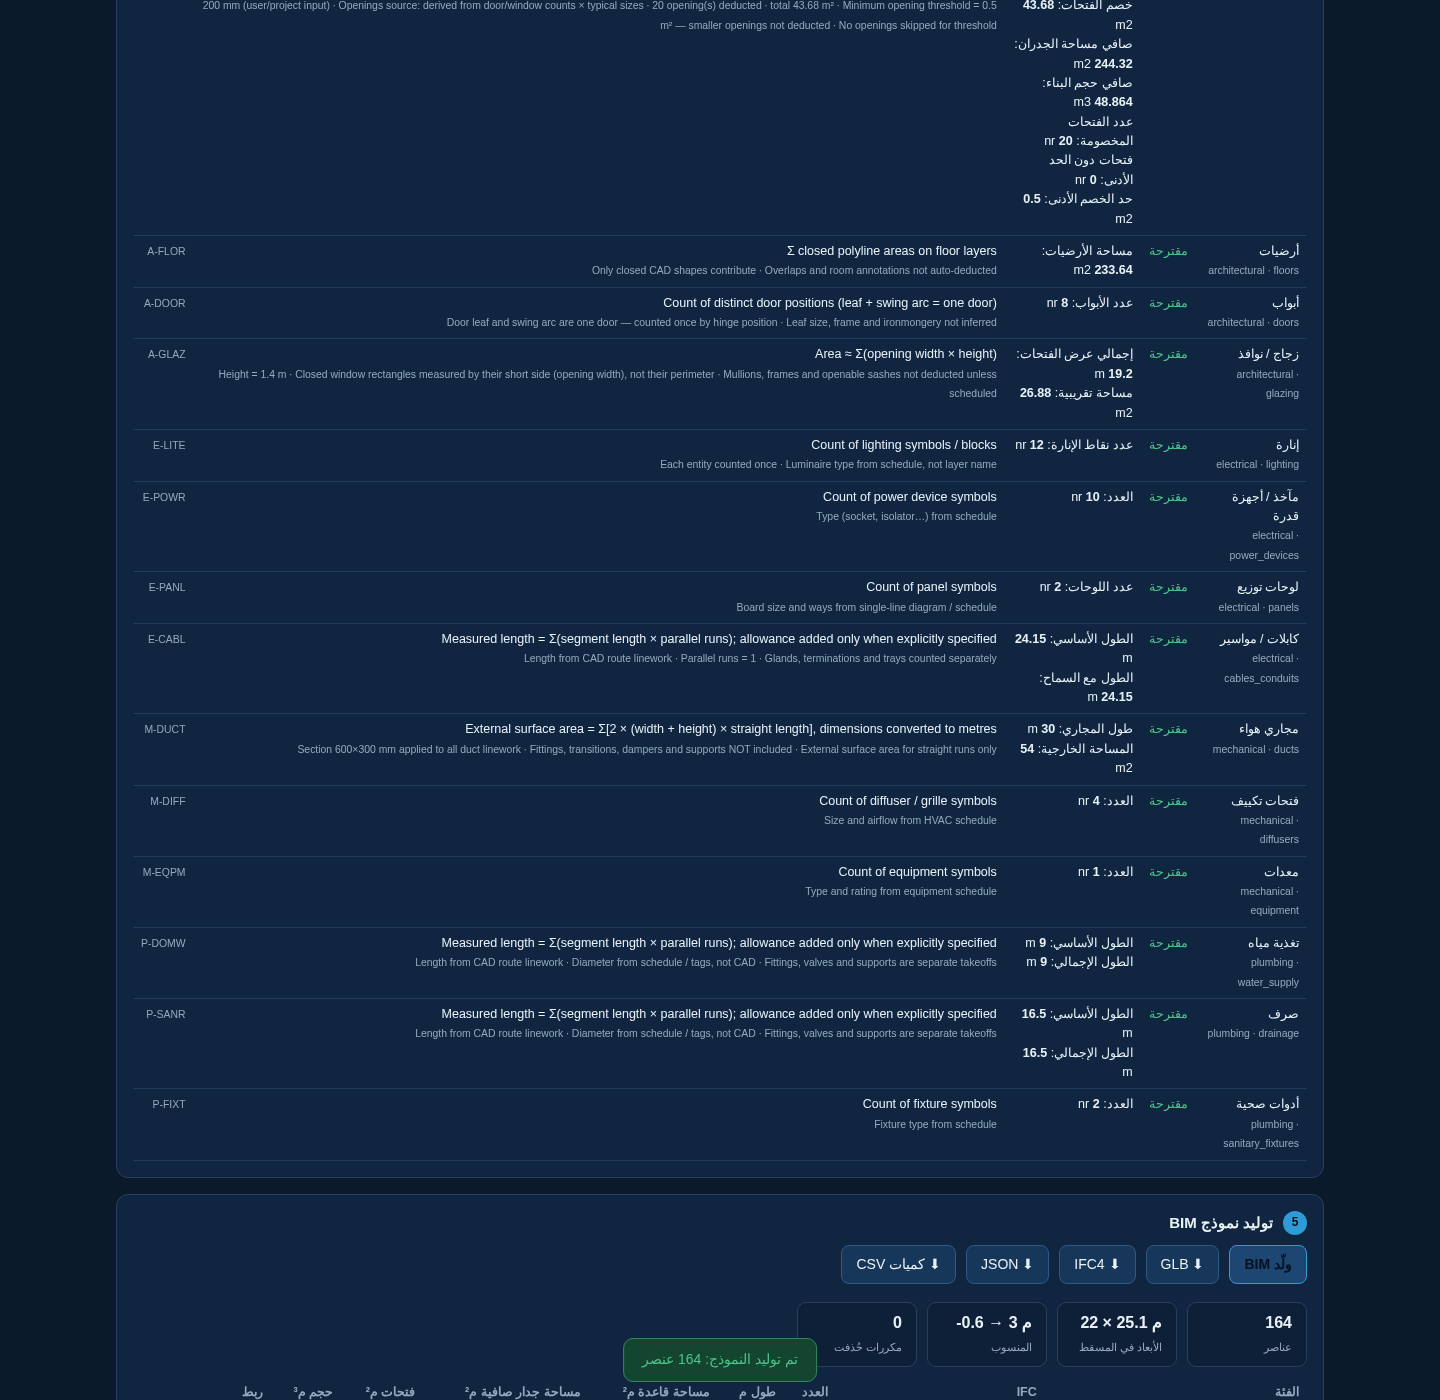 خصم الفتحات: 43.68
m2
صافي مساحة الجدران:
244.32 m2
صافي حجم البناء:
48.864 m3
عدد الفتحات
المخصومة: 20 nr
فتحات دون الحد
الأدنى: 0 nr
حد الخصم الأدنى: 0.5
m2
200 mm (user/project input) · Openings source: derived from door/window counts × typical sizes · 20 opening(s) deducted · total 43.68 m² · Minimum opening threshold = 0.5
m² — smaller openings not deducted · No openings skipped for threshold
أرضيات
architectural · floors
مقترحة
مساحة الأرضيات:
233.64 m2
Σ closed polyline areas on floor layers
Only closed CAD shapes contribute · Overlaps and room annotations not auto-deducted
A-FLOR
أبواب
architectural · doors
مقترحة
عدد الأبواب: 8 nr
Count of distinct door positions (leaf + swing arc = one door)
Door leaf and swing arc are one door — counted once by hinge position · Leaf size, frame and ironmongery not inferred
A-DOOR
زجاج / نوافذ
architectural ·
glazing
مقترحة
إجمالي عرض الفتحات:
19.2 m
مساحة تقريبية: 26.88
m2
Area ≈ Σ(opening width × height)
Height = 1.4 m · Closed window rectangles measured by their short side (opening width), not their perimeter · Mullions, frames and openable sashes not deducted unless
scheduled
A-GLAZ
إنارة
electrical · lighting
مقترحة
عدد نقاط الإنارة: 12 nr
Count of lighting symbols / blocks
Each entity counted once · Luminaire type from schedule, not layer name
E-LITE
مآخذ / أجهزة
قدرة
electrical ·
power_devices
مقترحة
العدد: 10 nr
Count of power device symbols
Type (socket, isolator…) from schedule
E-POWR
لوحات توزيع
electrical · panels
مقترحة
عدد اللوحات: 2 nr
Count of panel symbols
Board size and ways from single-line diagram / schedule
E-PANL
كابلات / مواسير
electrical ·
cables_conduits
مقترحة
الطول الأساسي: 24.15
m
الطول مع السماح:
24.15 m
Measured length = Σ(segment length × parallel runs); allowance added only when explicitly specified
Length from CAD route linework · Parallel runs = 1 · Glands, terminations and trays counted separately
E-CABL
مجاري هواء
mechanical · ducts
مقترحة
طول المجاري: 30 m
المساحة الخارجية: 54
m2
External surface area = Σ[2 × (width + height) × straight length], dimensions converted to metres
Section 600×300 mm applied to all duct linework · Fittings, transitions, dampers and supports NOT included · External surface area for straight runs only
M-DUCT
فتحات تكييف
mechanical ·
diffusers
مقترحة
العدد: 4 nr
Count of diffuser / grille symbols
Size and airflow from HVAC schedule
M-DIFF
معدات
mechanical ·
equipment
مقترحة
العدد: 1 nr
Count of equipment symbols
Type and rating from equipment schedule
M-EQPM
تغذية مياه
plumbing ·
water_supply
مقترحة
الطول الأساسي: 9 m
الطول الإجمالي: 9 m
Measured length = Σ(segment length × parallel runs); allowance added only when explicitly specified
Length from CAD route linework · Diameter from schedule / tags, not CAD · Fittings, valves and supports are separate takeoffs
P-DOMW
صرف
plumbing · drainage
مقترحة
الطول الأساسي: 16.5
m
الطول الإجمالي: 16.5
m
Measured length = Σ(segment length × parallel runs); allowance added only when explicitly specified
Length from CAD route linework · Diameter from schedule / tags, not CAD · Fittings, valves and supports are separate takeoffs
P-SANR
أدوات صحية
plumbing ·
sanitary_fixtures
مقترحة
العدد: 2 nr
Count of fixture symbols
Fixture type from schedule
P-FIXT
5 توليد نموذج BIM
ولّد BIM
⬇ GLB
⬇ IFC4
⬇ JSON
⬇ كميات CSV
164
عناصر
22 × 25.1 م
الأبعاد في المسقط
-0.6 → 3 م
المنسوب
0
مكررات حُذفت
تم توليد النموذج: 164 عنصر
الفئة IFC العدد طول م مساحة قاعدة م² مساحة جدار صافية م² فتحات م² حجم م³ ربط